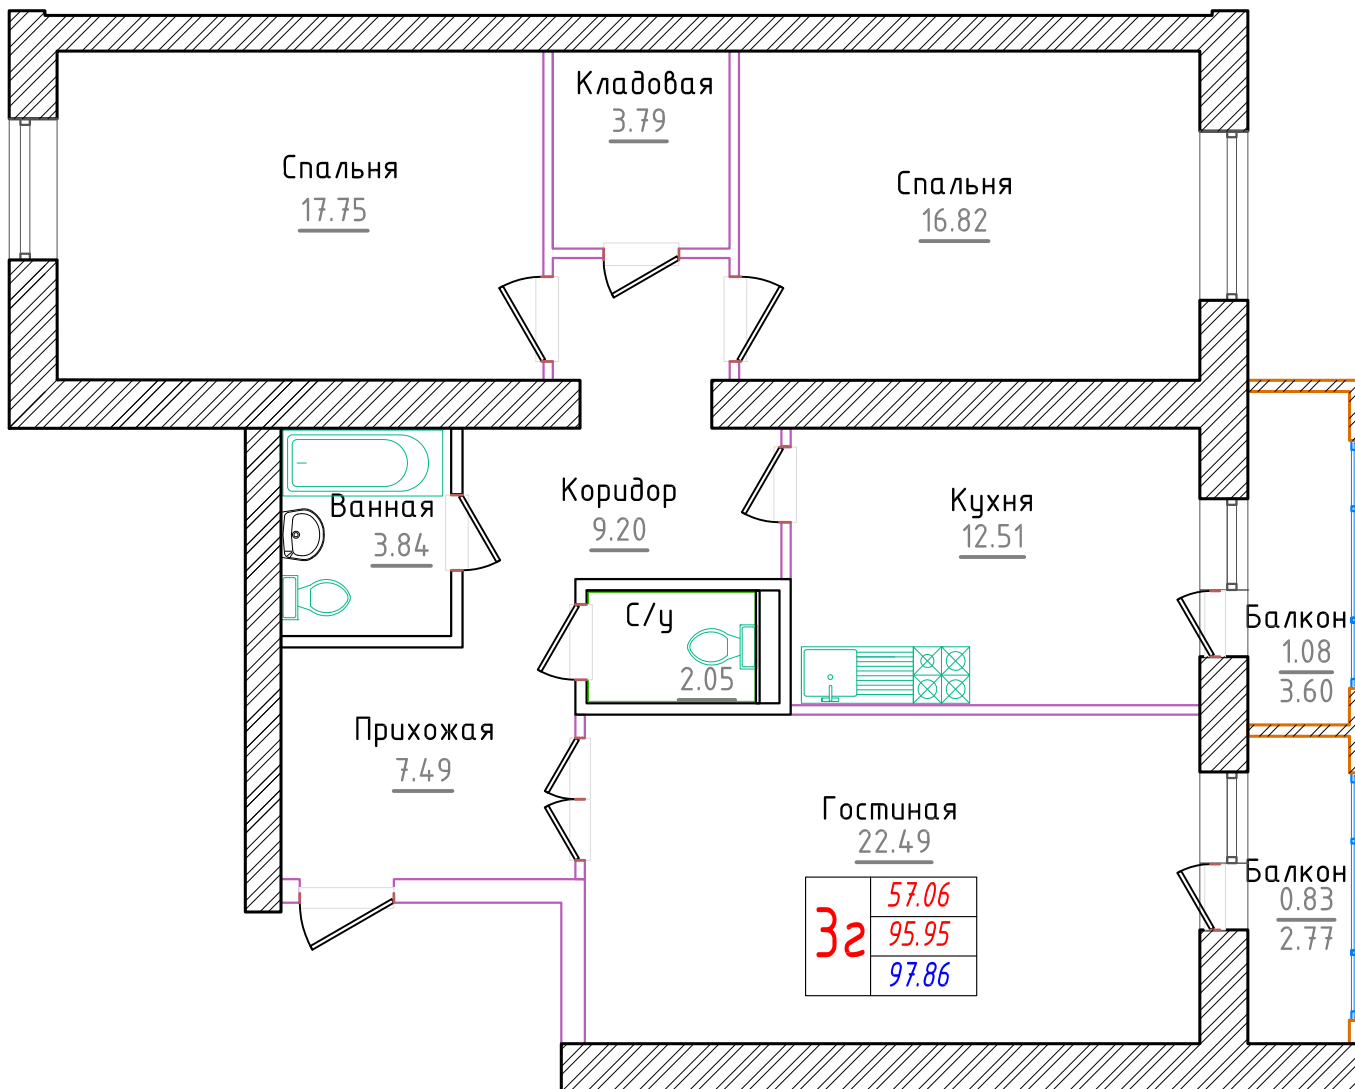 Кладовая
3.79
Спальня
17.75
Спальня
16.82
Ванная
3.84
Коридор
9.20
Кухня
12.51
С/у
2.05
Балкон
1.08
3.60
Прихожая
7.49
Гостиная
22.49
3г
57.06
95.95
97.86
Балкон
0.83
2.77